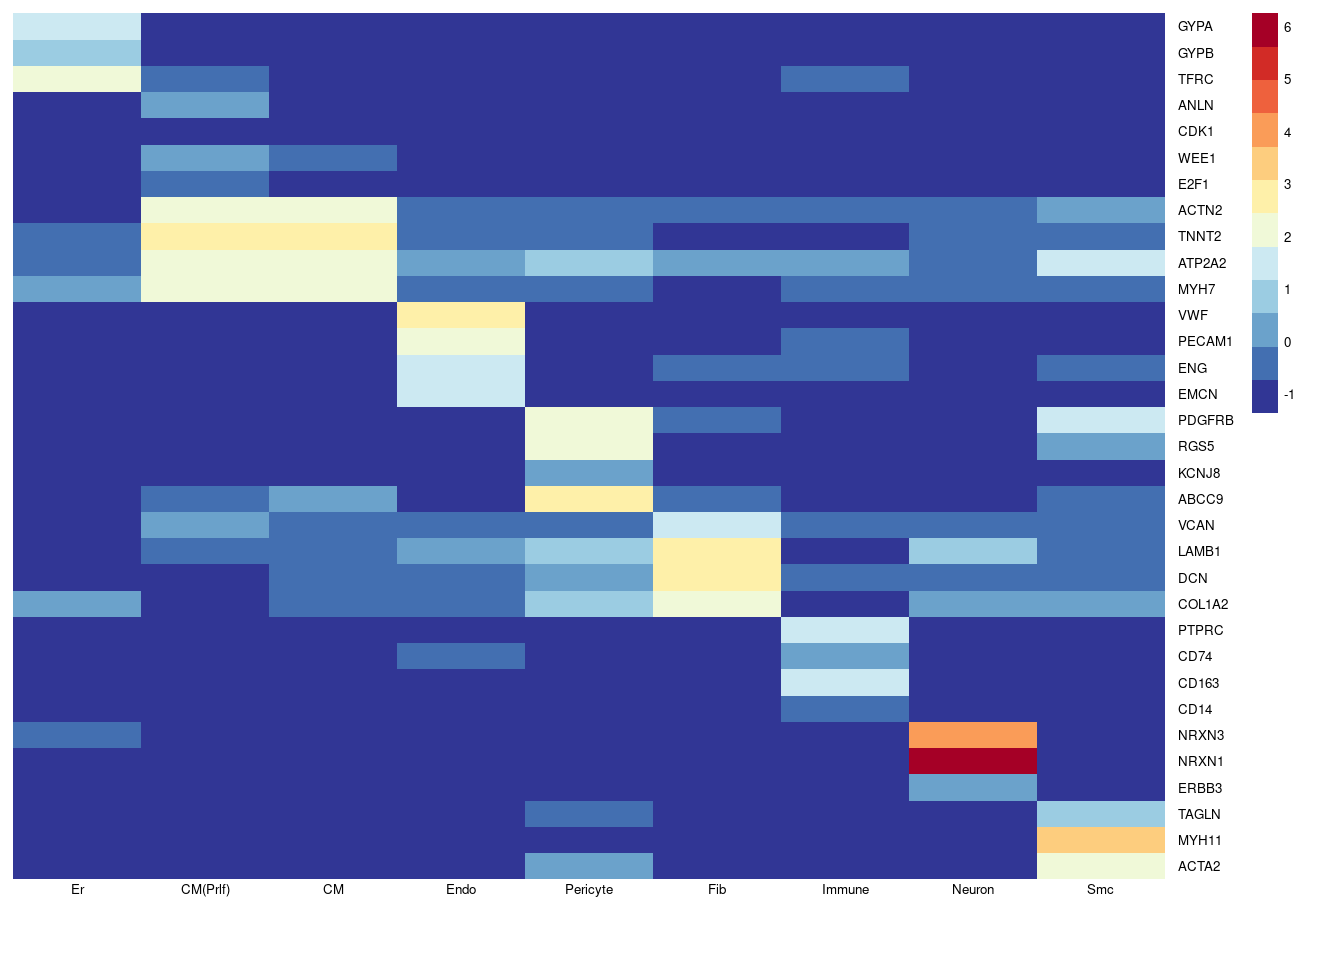 GYPA
GYPB
TFRC
ANLN
CDK1
WEE1
E2F1
ACTN2
TNNT2
ATP2A2
MYH7
VWF
PECAM1
ENG
EMCN
PDGFRB
RGS5
KCNJ8
ABCC9
VCAN
LAMB1
DCN
COL1A2
PTPRC
CD74
CD163
CD14
NRXN3
NRXN1
ERBB3
TAGLN
MYH11
ACTA2
6
5
4
3
2
1
0
-1
Er CM(Prlf) CM Endo Pericyte Fib Immune Neuron Smc